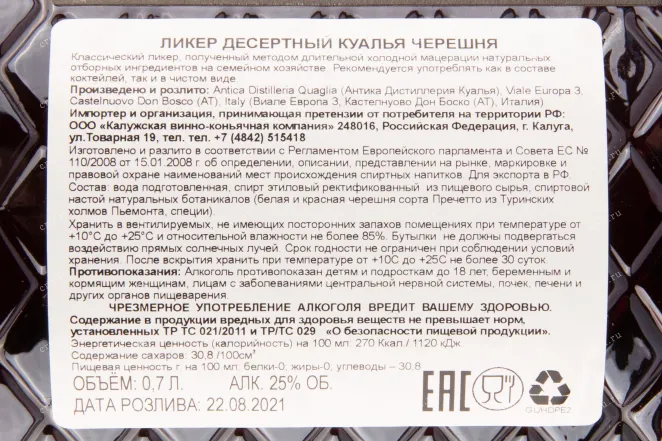 ЛИКЕР ДЕСЕРТНЫЙ КУАЛЬЯ ЧЕРЕШНЯ
Классический ликер, полученный методом длительной холодной мацерации натуральных
отборных ингредиентов на семейном хозяйстве. Рекомендуется употреблять как в составе
коктейлей, так и в чистом виде.
Произведено и розлито: Antica Distilleria Quaglia (Антика Дистиллерия Куалья), Viale Europa 3,
Castelnuovo Don Bosco (AT), Italy (Виале Европа 3, Кастелнуово Дон Боско (АТ), Италия)
Импортер и организация, принимающая претензии от потребителя на территории РФ:
ООО «Калужская винно-коньячная компания» 248016, Российская Федерация, г. Калуга,
ул.Товарная 19, тел. тел. +7 (4842) 515418
Изготовлено и разлито в соответствии с Регламентом Европейского парламента и Совета ЕС №
110/2008 от 15.01.2008 г. об определении, описании, представлении на рынке, маркировке и
правовой охране наименований мест происхождения спиртных напитков. Для экспорта в РФ.
Состав: вода подготовленная, спирт этиловый ректификованный из пищевого сырья, спиртовой
настой натуральных ботаникалов (белая и красная черешня сорта Пречетто из Туринских
холмов Пьемонта, специи).
Хранить в вентилируемых, не имеющих посторонних запахов помещениях при температуре от
+10°С до +25°С и относительной влажности не более 85%. Бутылки не должны подвергаться
воздействию прямых солнечных лучей. Срок годности не ограничен при соблюдении условий
хранения. После вскрытия хранить при температуре от +10С до +25С не более 30 суток.
Противопоказания: Алкоголь противопоказан детям и подросткам до 18 лет, беременным и
кормящим женщинам, лицам с заболеваниями центральной нервной системы, почек, печени и
других органов пищеварения.
ЧРЕЗМЕРНОЕ УПОТРЕБЛЕНИЕ АЛКОГОЛЯ ВРЕДИТ ВАШЕМУ ЗДОРОВЬЮ.
Содержание в продукции вредных для здоровья веществ не превышает норм,
установленных ТР ТС 021/2011 и ТР/ТС 029 «О безопасности пищевой продукции».
Энергетическая ценность (калорийность) на 100 мл: 270 Ккал / 1120 кДж
Содержание сахаров: 30,8 /100см³
Пищевая ценность г. на 100 мл. белки-0; жиры-0; углеводы – 30,8
ОБЪЁМ: 0,7 Л. АЛК. 25% ОБ.
ДАТА РОЗЛИВА: 22.08.2021
EAC
GL/HDPE2